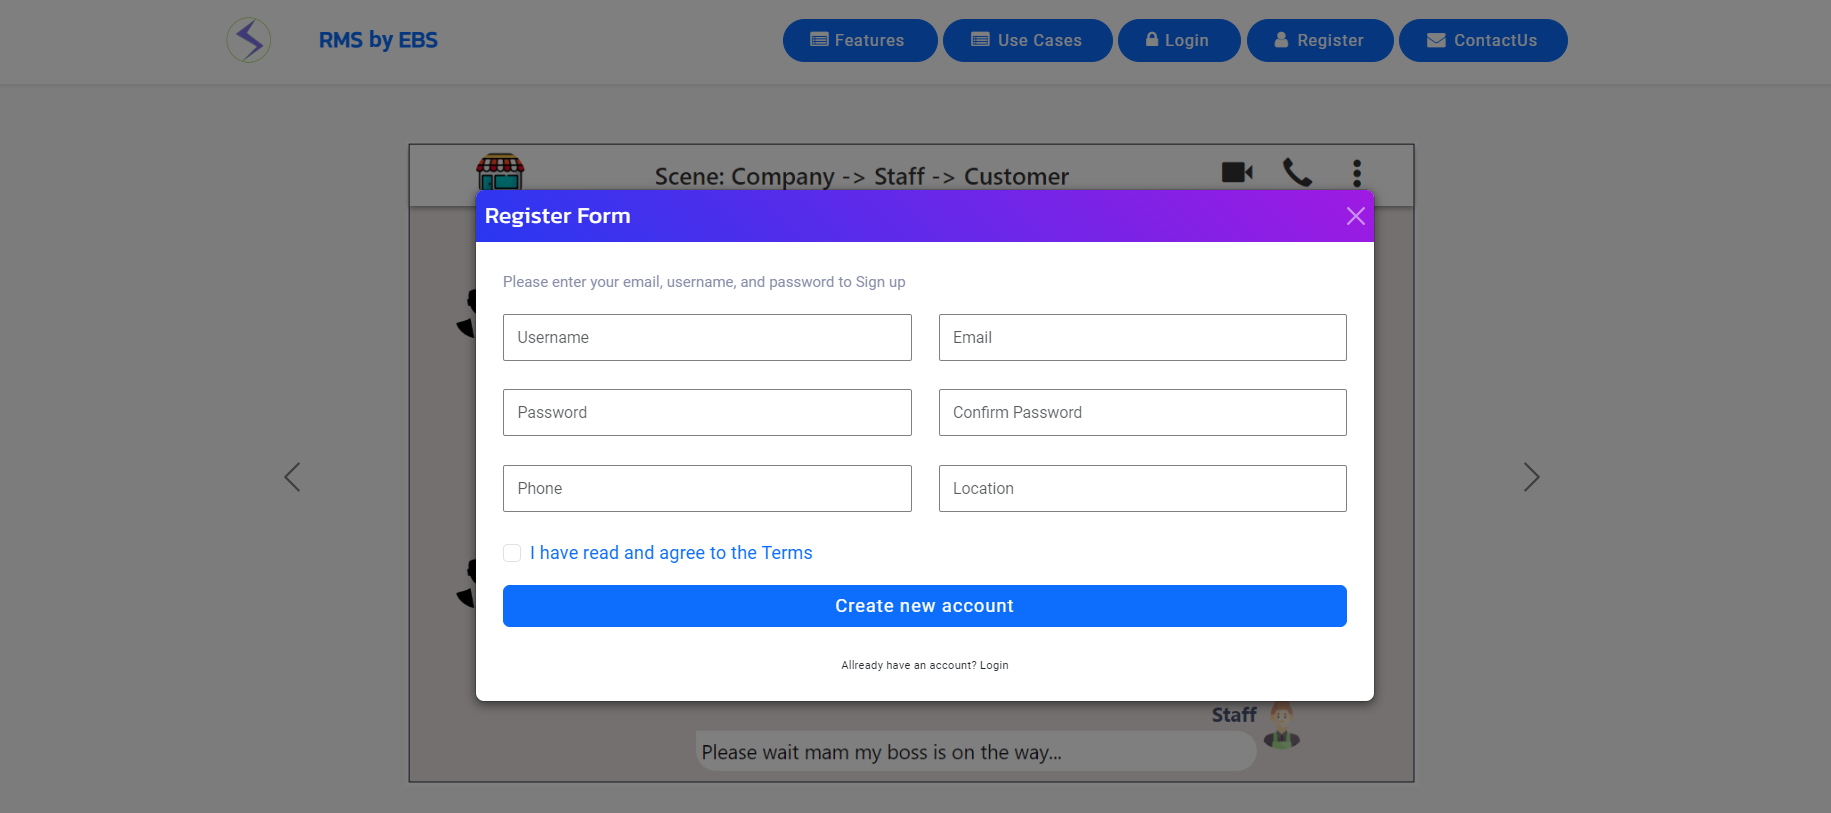 RMS by EBS
Features
Use Cases
Login
Register
ContactUs
Scene: Company -> Staff -> Customer
Register Form
Please enter your email, username, and password to Sign up
Username
Email
Password
Confirm Password
Phone
Location
I have read and agree to the Terms
Create new account
Allready have an account? Login
Staff
Please wait mam my boss is on the way...